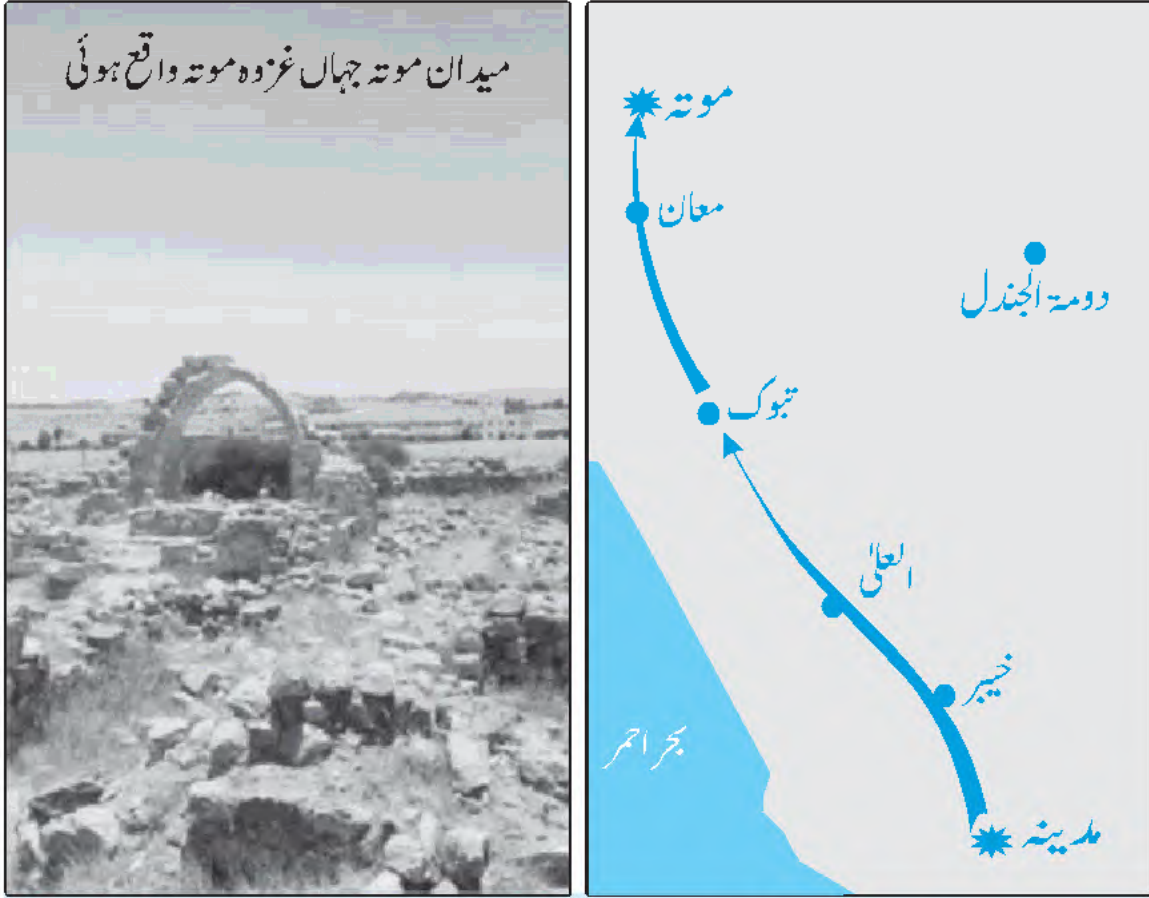 میدان موتہ جہاں غزوہ موتہ واقع ہوئی
موتہ
معان
دومۃ الجندل
تبوک
العلیٰ
خیبر
بحر احمر
مدینہ